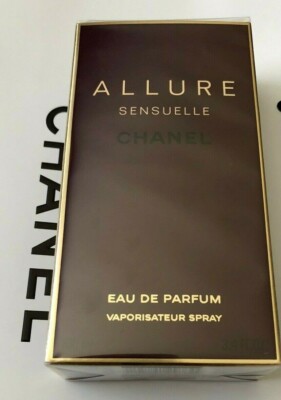 ALLURE
SENSUELLE
CHANEL
EAU DE PARFUM
VAPORISATEUR SPRAY
CHANEL